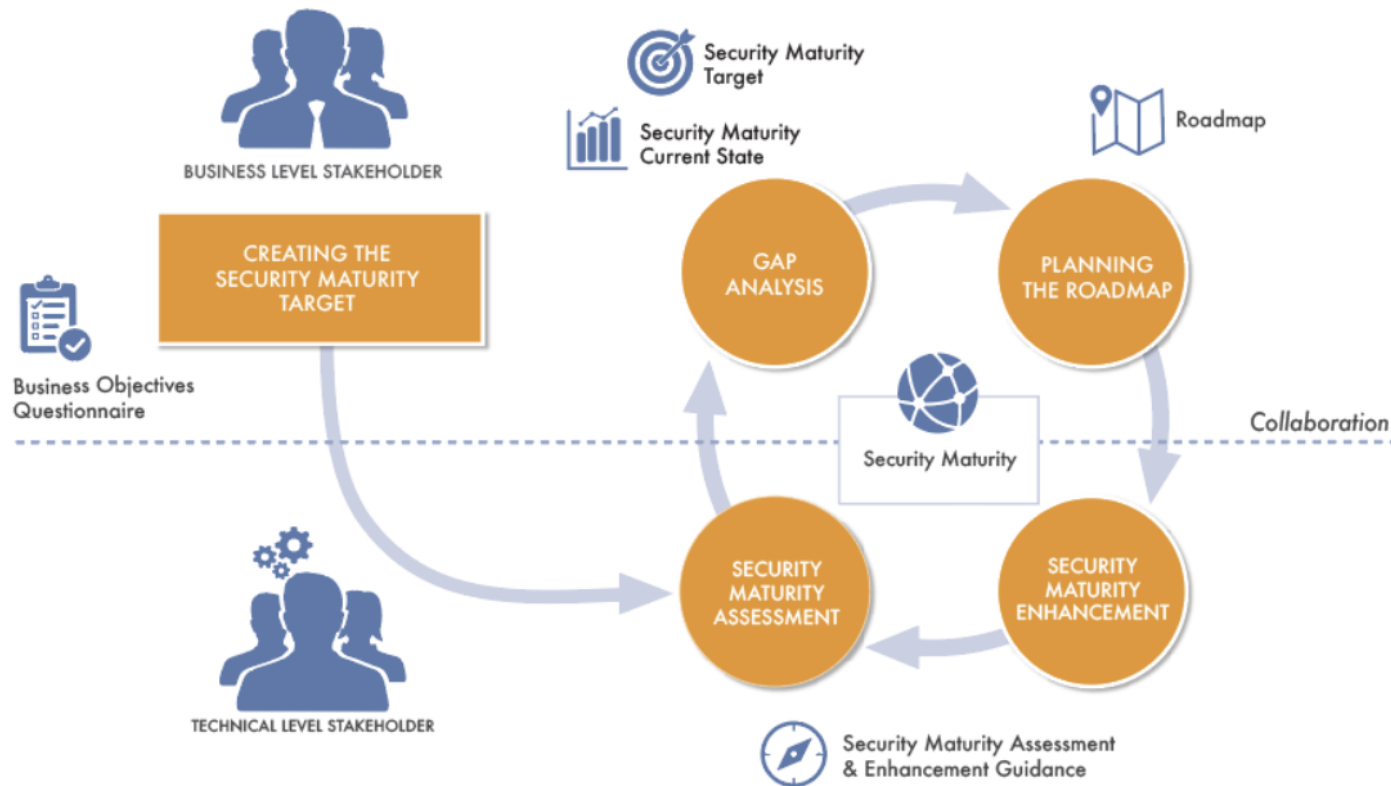 BUSINESS LEVEL STAKEHOLDER
CREATING THE
SECURITY MATURITY
TARGET
Business Objectives
Questionnaire
Security Maturity
Target
Security Maturity
Current State
Roadmap
GAP
ANALYSIS
PLANNING
THE ROADMAP
Collaboration
Security Maturity
SECURITY
MATURITY
ASSESSMENT
SECURITY
MATURITY
ENHANCEMENT
TECHNICAL LEVEL STAKEHOLDER
Security Maturity Assessment
& Enhancement Guidance